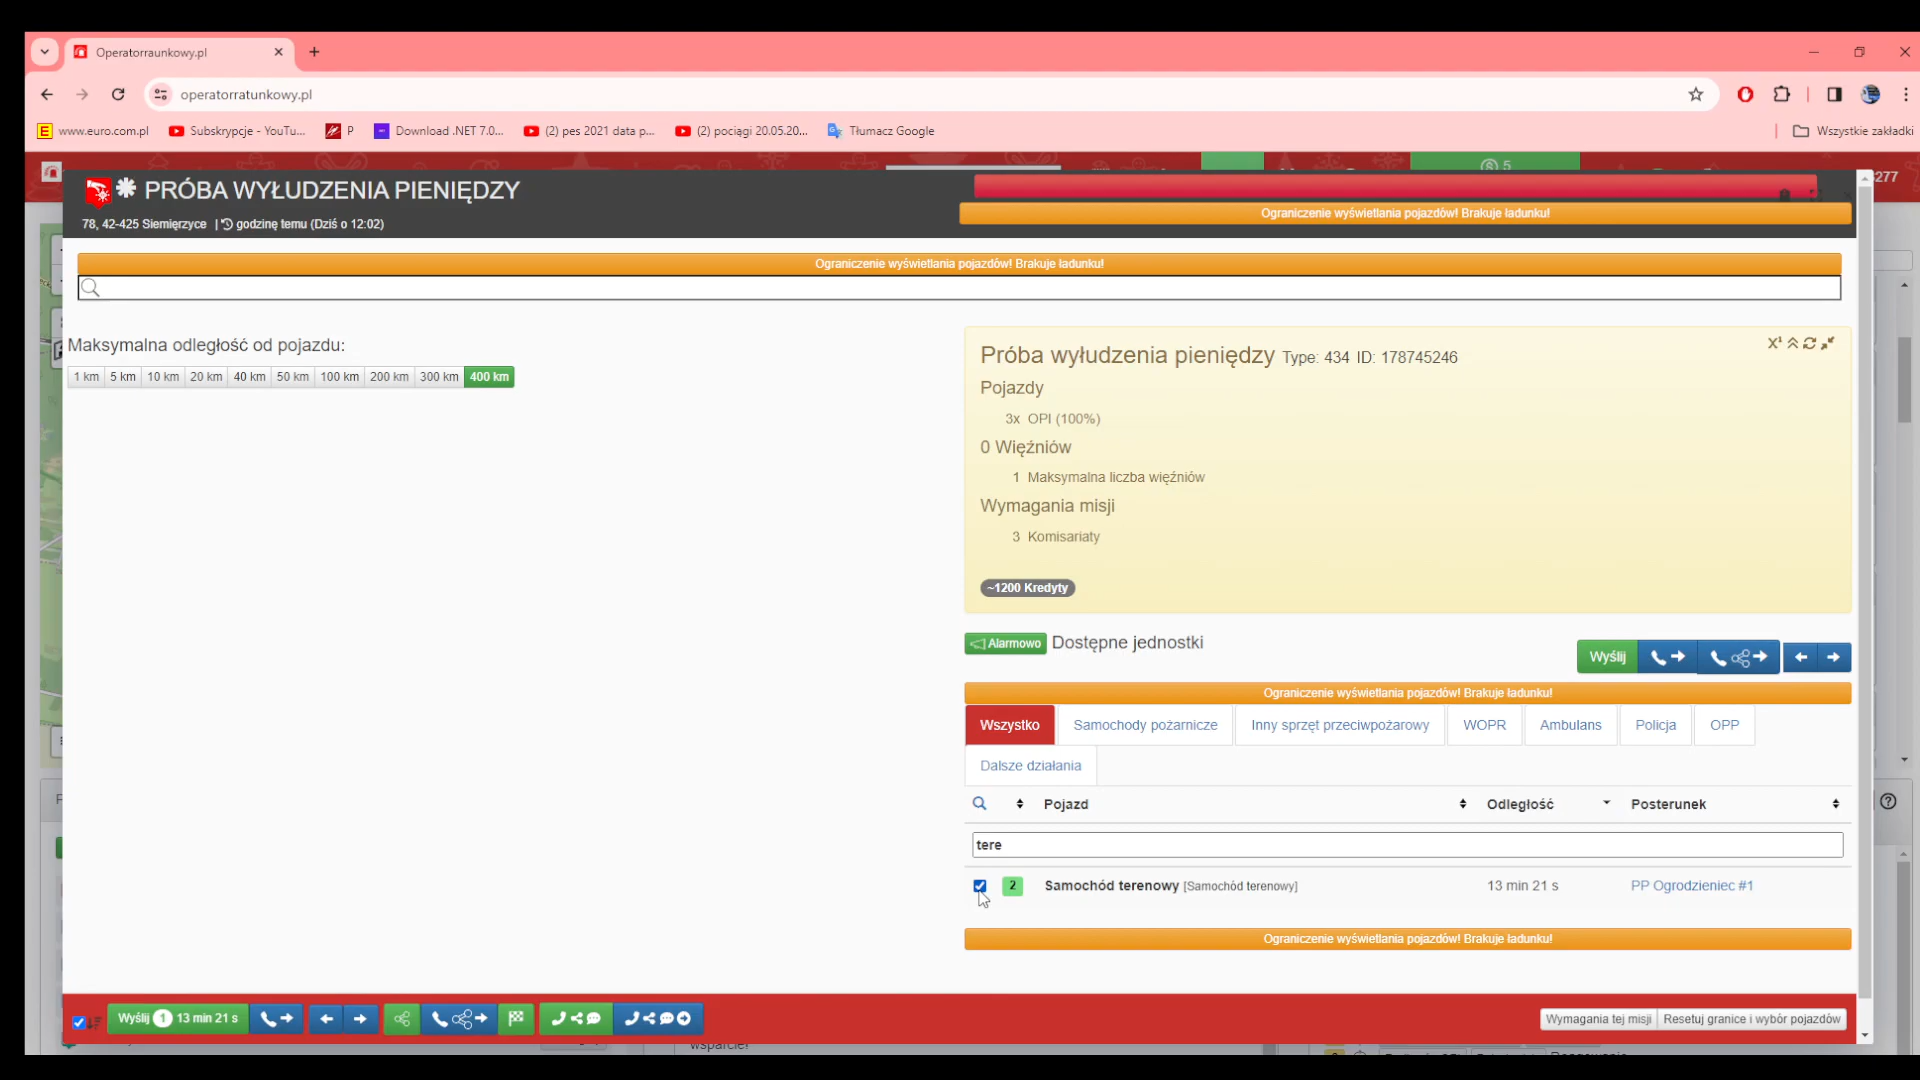 Operatorraunkowy.pl
operatorratunkowy.pl
www.euro.com.pl
Subskrypcje - YouTu...
P
Download .NET 7.0...
(2) pes 2021 data p...
(2) pociągi 20.05.20...
Tłumacz Google
Wszystkie zakładki
5
277
PRÓBA WYŁUDZENIA PIENIĘDZY
78, 42-425 Siemięrzyce | godzinę temu (Dziś o 12:02)
Ograniczenie wyświetlania pojazdów! Brakuje ładunku!
Ograniczenie wyświetlania pojazdów! Brakuje ładunku!
Maksymalna odległość od pojazdu:
1 km 5 km 10 km 20 km 40 km 50 km 100 km 200 km 300 km 400 km
Próba wyłudzenia pieniędzy Type: 434 ID: 178745246
X¹
Pojazdy
3x OPI (100%)
0 Więźniów
1 Maksymalna liczba więźniów
Wymagania misji
3 Komisariaty
~1200 Kredyty
Alarmowo Dostępne jednostki
Wyślij
Ograniczenie wyświetlania pojazdów! Brakuje ładunku!
Wszystko Samochody pożarnicze Inny sprzęt przeciwpożarowy WOPR Ambulans Policja OPP
Dalsze działania
Pojazd Odległość Posterunek
tere
2 Samochód terenowy [Samochód terenowy] 13 min 21 s PP Ogrodzieniec #1
Ograniczenie wyświetlania pojazdów! Brakuje ładunku!
Wyślij 1 13 min 21 s
Wymagania tej misji Resetuj granice i wybór pojazdów
wsparcie!